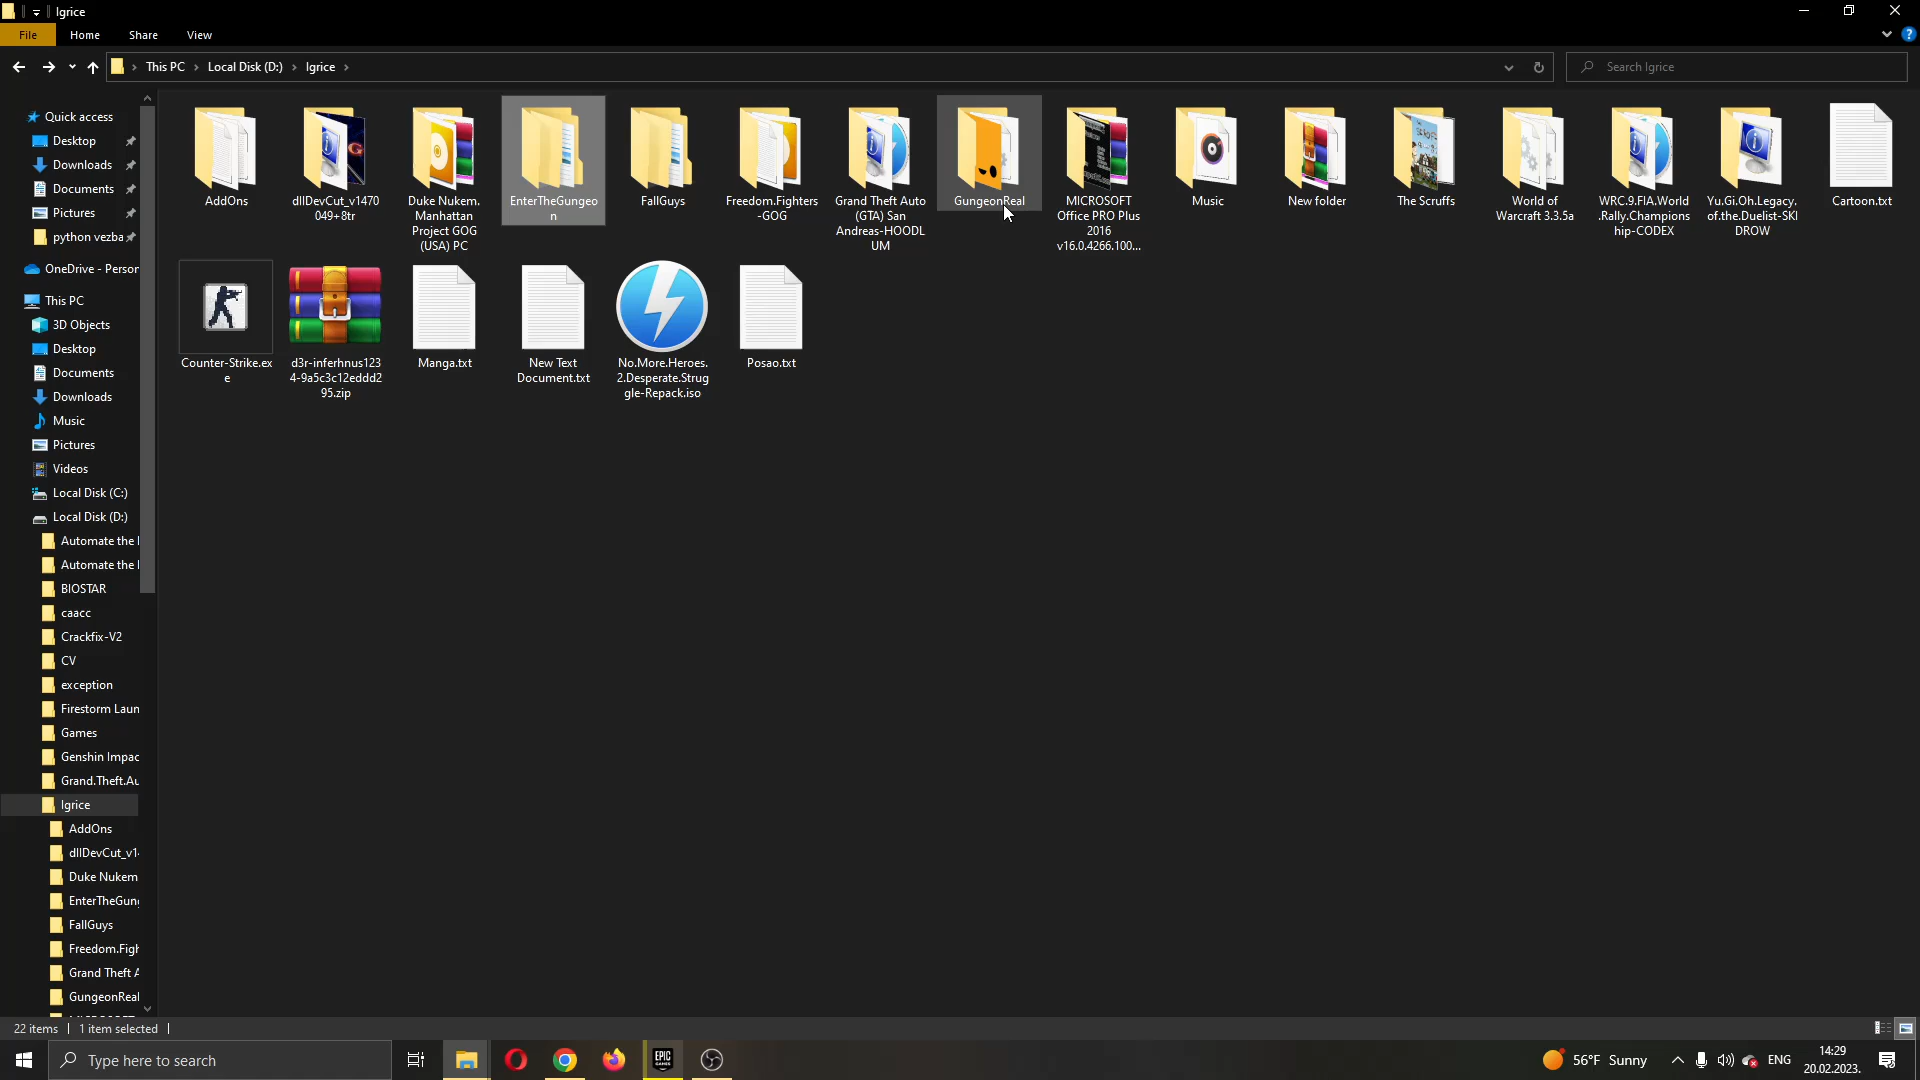 Igrice
File
Home
Share
View
This PC
Local Disk (D:)
Igrice
Search Igrice
Quick access
Desktop
Downloads
Documents
Pictures
python vezba
OneDrive - Person
This PC
3D Objects
Desktop
Documents
Downloads
Music
Pictures
Videos
Local Disk (C:)
Local Disk (D:)
Automate the
Automate the
BIOSTAR
caacc
Crackfix-V2
CV
exception
Firestorm Laun
Games
Genshin Impac
Grand.Theft.Au
Igrice
AddOns
dllDevCut_v1
Duke Nukem
EnterTheGung
FallGuys
Freedom.Figh
Grand Theft A
GungeonReal
AddOns
dllDevCut_v1470
049+8tr
Duke Nukem.
Manhattan
Project GOG
(USA) PC
EnterTheGungeo
n
FallGuys
Freedom.Fighters
-GOG
Grand Theft Auto
(GTA) San
Andreas-HOODL
UM
GungeonReal
MICROSOFT
Office PRO Plus
2016
v16.0.4266.100...
Music
New folder
The Scruffs
World of
Warcraft 3.3.5a
WRC.9.FIA.World
.Rally.Champions
hip-CODEX
Yu.Gi.Oh.Legacy.
of.the.Duelist-SKI
DROW
Cartoon.txt
Counter-Strike.ex
e
d3r-inferhnus123
4-9a5c3c12eddd2
95.zip
Manga.txt
New Text
Document.txt
No.More.Heroes.
2.Desperate.Strug
gle-Repack.iso
Posao.txt
22 items
1 item selected
Type here to search
EPIC
GAMES
56°F Sunny
ENG
14:29
20.02.2023.